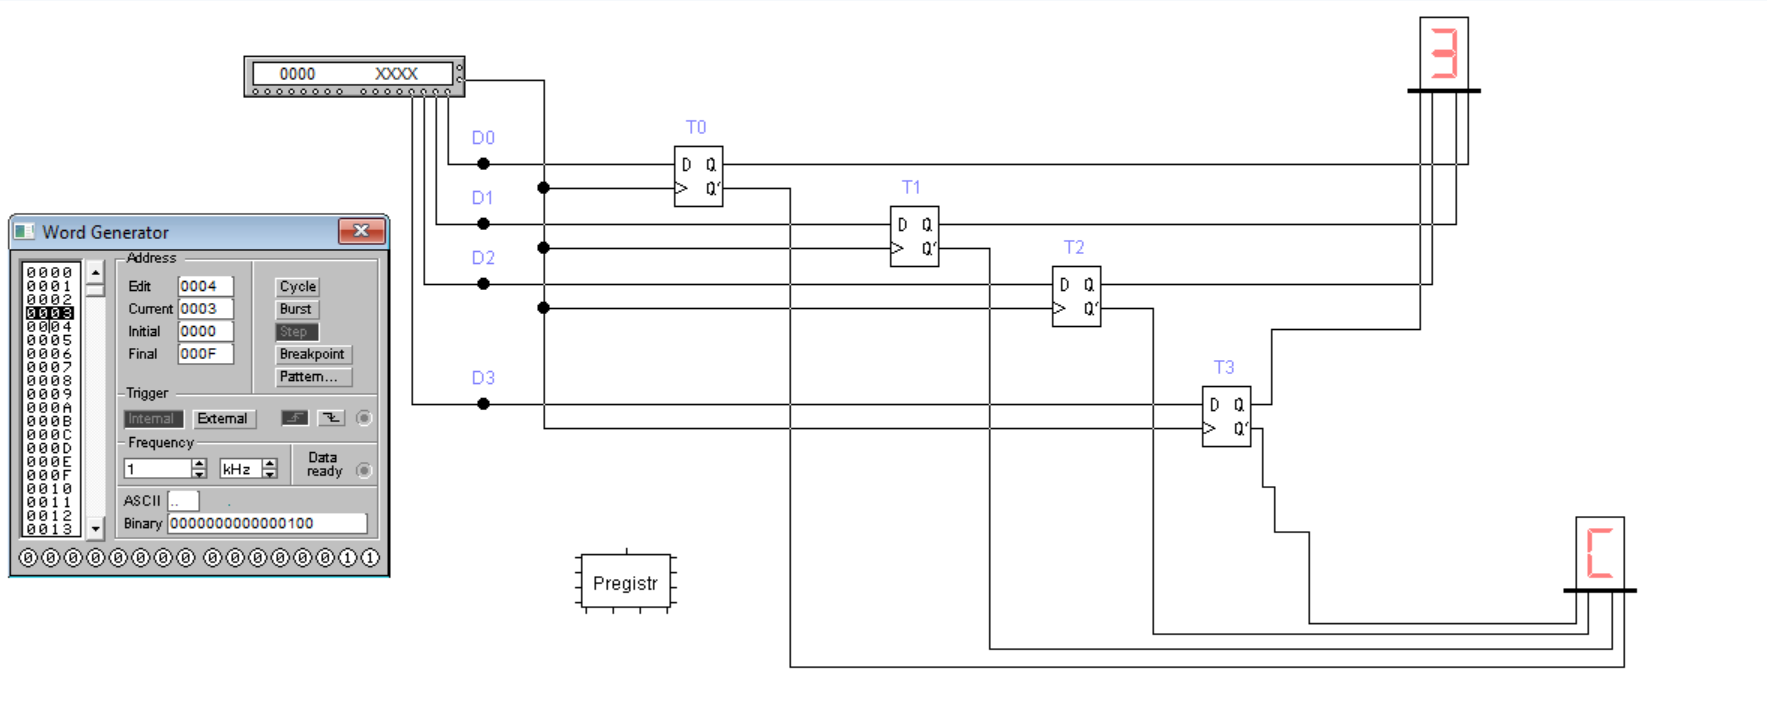 0000 XXXX
3
D0
T0
D Q
Q'
D1
T1
D Q
Q'
D2
T2
D Q
Q'
D3
T3
D Q
Q'
C
Pregistr
Word Generator
0000
0001
0002
0003
0004
0005
0006
0007
0008
0009
000A
000B
000C
000D
000E
000F
0010
0011
0012
0013
Address
Edit 0004
Current 0003
Initial 0000
Final 000F
Cycle
Burst
Step
Breakpoint
Pattern...
Trigger
Internal External
Frequency
1 kHz
Data
ready
ASCII .. .
Binary 0000000000000100
0 0 0 0 0 0 0 0 0 0 0 0 0 0 1 1